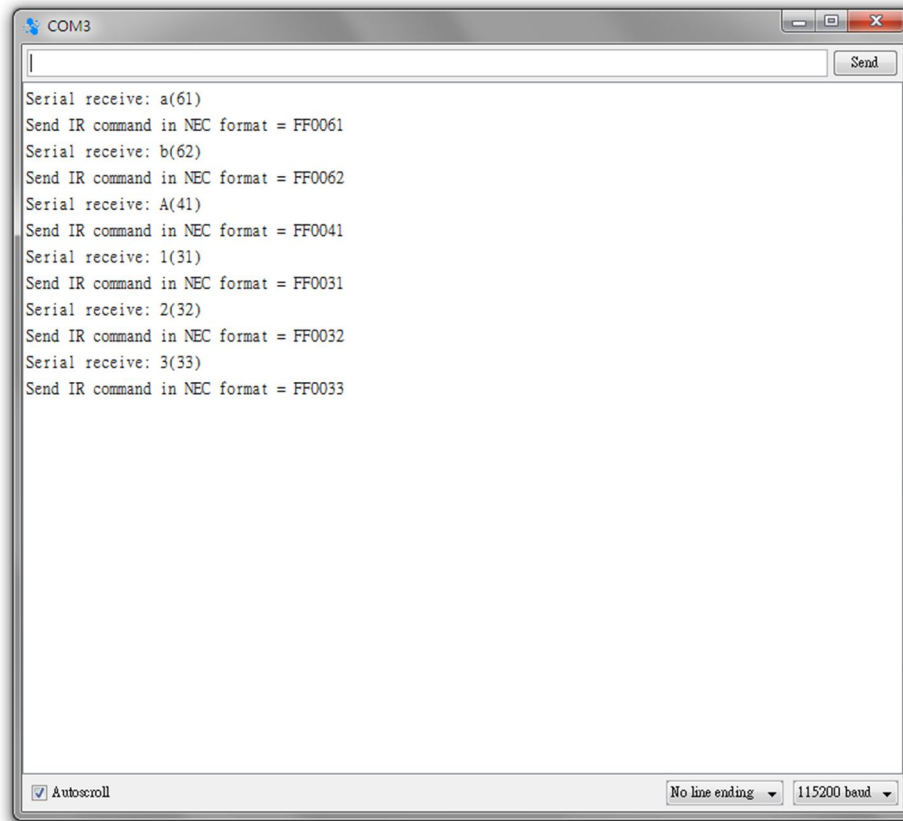 COM3
Send
Serial receive: a(61)
Send IR command in NEC format = FF0061
Serial receive: b(62)
Send IR command in NEC format = FF0062
Serial receive: A(41)
Send IR command in NEC format = FF0041
Serial receive: 1(31)
Send IR command in NEC format = FF0031
Serial receive: 2(32)
Send IR command in NEC format = FF0032
Serial receive: 3(33)
Send IR command in NEC format = FF0033
Autoscroll No line ending 115200 baud